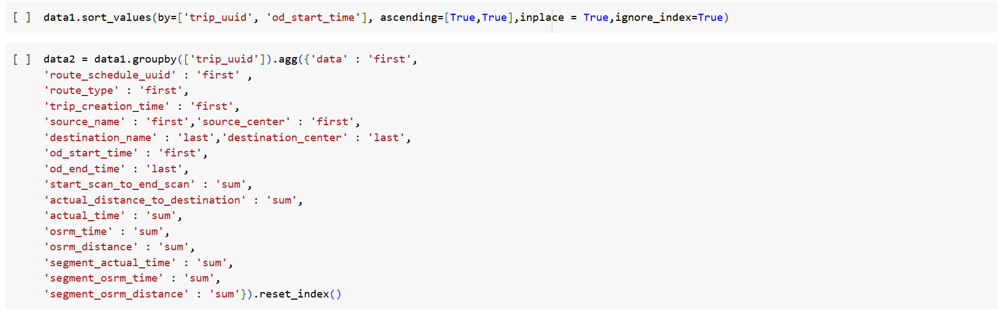 [ ] data1.sort_values(by=['trip_uuid', 'od_start_time'], ascending=[True,True],inplace = True,ignore_index=True)
[ ] data2 = data1.groupby(['trip_uuid']).agg({'data' : 'first',
'route_schedule_uuid' : 'first' ,
'route_type' : 'first',
'trip_creation_time' : 'first',
'source_name' : 'first','source_center' : 'first',
'destination_name' : 'last','destination_center' : 'last',
'od_start_time' : 'first',
'od_end_time' : 'last',
'start_scan_to_end_scan' : 'sum',
'actual_distance_to_destination' : 'sum',
'actual_time' : 'sum',
'osrm_time' : 'sum',
'osrm_distance' : 'sum',
'segment_actual_time' : 'sum',
'segment_osrm_time' : 'sum',
'segment_osrm_distance' : 'sum'}).reset_index()